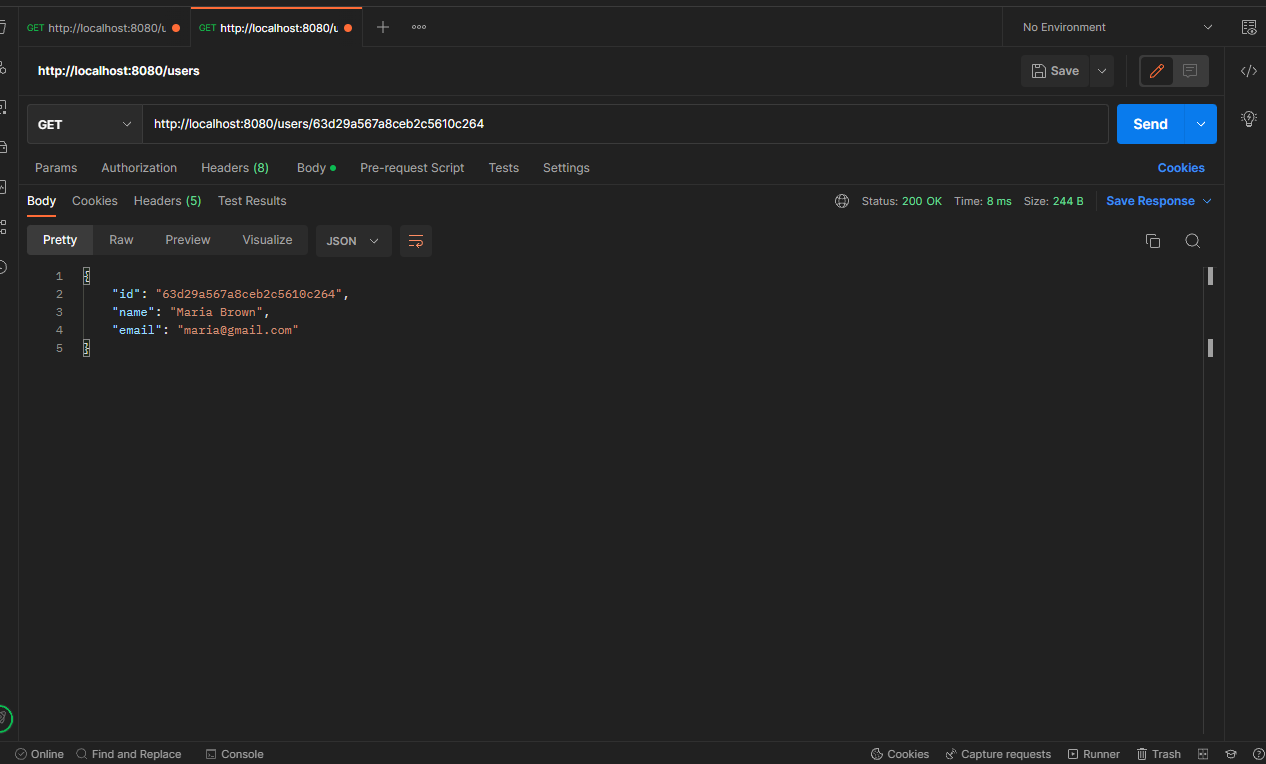 GET http://localhost:8080/u GET http://localhost:8080/u No Environment
http://localhost:8080/users Save
GET http://localhost:8080/users/63d29a567a8ceb2c5610c264 Send
Params Authorization Headers (8) Body Pre-request Script Tests Settings Cookies
Body Cookies Headers (5) Test Results Status: 200 OK Time: 8 ms Size: 244 B Save Response
Pretty Raw Preview Visualize JSON
1 {
2 "id": "63d29a567a8ceb2c5610c264",
3 "name": "Maria Brown",
4 "email": "maria@gmail.com"
5 }
Online Find and Replace Console Cookies Capture requests Runner Trash